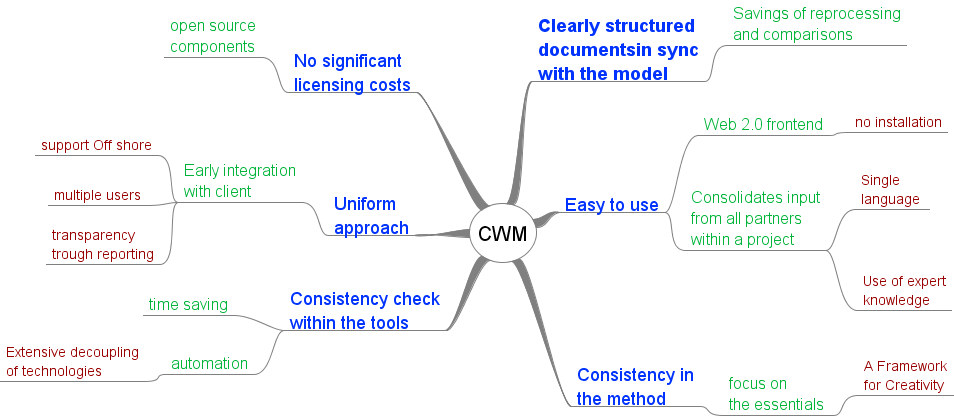 CWM
Clearly structured
documentsin sync
with the model
Savings of reprocessing
and comparisons
Easy to use
Web 2.0 frontend
no installation
Consolidates input
from all partners
within a project
Single
language
Use of expert
knowledge
Consistency in
the method
focus on
the essentials
A Framework
for Creativity
No significant
licensing costs
open source
components
Uniform
approach
Early integration
with client
support Off shore
multiple users
transparency
trough reporting
Consistency check
within the tools
time saving
automation
Extensive decoupling
of technologies